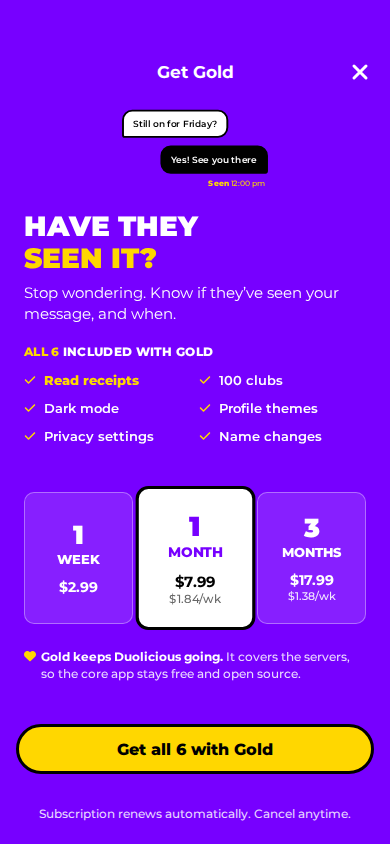 Get Gold
Still on for Friday?
Yes! See you there
Seen 12:00 pm
HAVE THEY
SEEN IT?
Stop wondering. Know if they’ve seen your
message, and when.
ALL 6 INCLUDED WITH GOLD
Read receipts
100 clubs
Dark mode
Profile themes
Privacy settings
Name changes
1
WEEK
$2.99
1
MONTH
$7.99
$1.84/wk
3
MONTHS
$17.99
$1.38/wk
Gold keeps Duolicious going. It covers the servers,
so the core app stays free and open source.
Get all 6 with Gold
Subscription renews automatically. Cancel anytime.